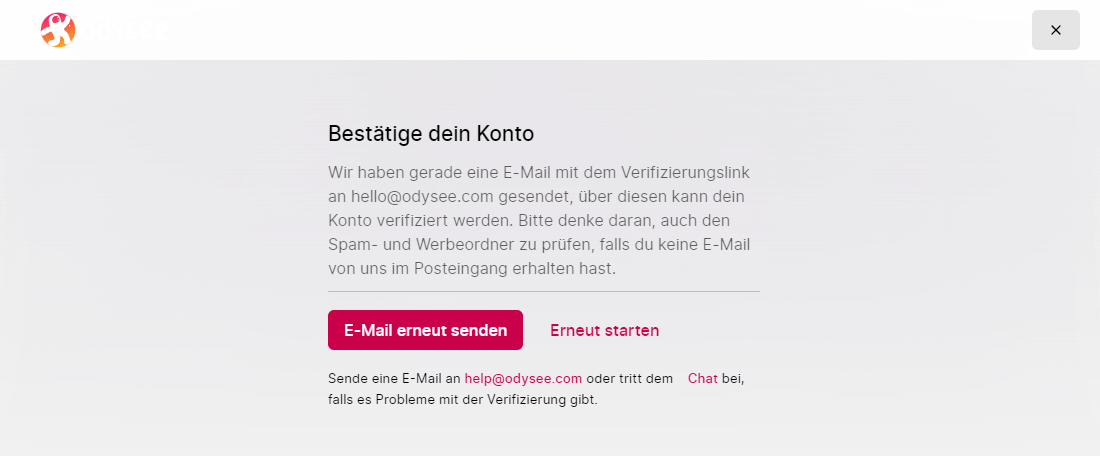 odysee
Bestätige dein Konto
Wir haben gerade eine E-Mail mit dem Verifizierungslink
an hello@odysee.com gesendet, über diesen kann dein
Konto verifiziert werden. Bitte denke daran, auch den
Spam- und Werbeordner zu prüfen, falls du keine E-Mail
von uns im Posteingang erhalten hast.
E-Mail erneut senden Erneut starten
Sende eine E-Mail an help@odysee.com oder tritt dem Chat bei,
falls es Probleme mit der Verifizierung gibt.